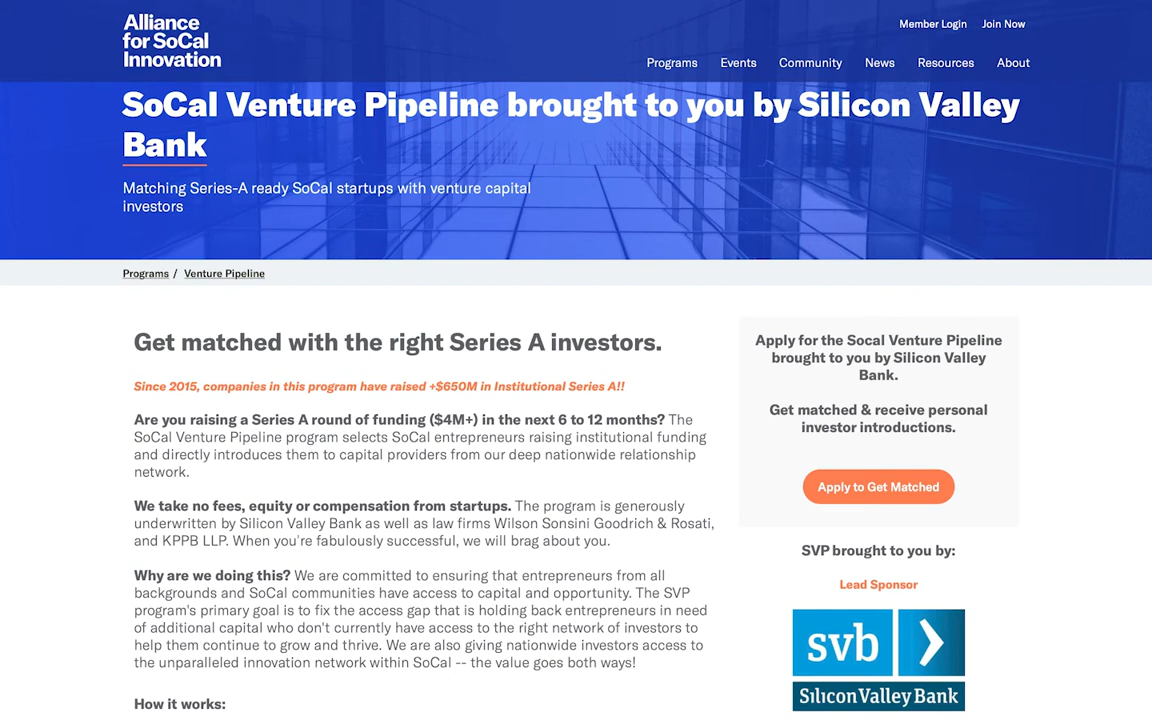 Alliance
for SoCal
Innovation
Member Login Join Now
Programs Events Community News Resources About
SoCal Venture Pipeline brought to you by Silicon Valley
Bank
Matching Series-A ready SoCal startups with venture capital
investors
Programs / Venture Pipeline
Get matched with the right Series A investors.
Since 2015, companies in this program have raised +$650M in Institutional Series A!!
Are you raising a Series A round of funding ($4M+) in the next 6 to 12 months? The
SoCal Venture Pipeline program selects SoCal entrepreneurs raising institutional funding
and directly introduces them to capital providers from our deep nationwide relationship
network.
We take no fees, equity or compensation from startups. The program is generously
underwritten by Silicon Valley Bank as well as law firms Wilson Sonsini Goodrich & Rosati,
and KPPB LLP. When you're fabulously successful, we will brag about you.
Why are we doing this? We are committed to ensuring that entrepreneurs from all
backgrounds and SoCal communities have access to capital and opportunity. The SVP
program's primary goal is to fix the access gap that is holding back entrepreneurs in need
of additional capital who don't currently have access to the right network of investors to
help them continue to grow and thrive. We are also giving nationwide investors access to
the unparalleled innovation network within SoCal -- the value goes both ways!
How it works:
Apply for the Socal Venture Pipeline
brought to you by Silicon Valley
Bank.
Get matched & receive personal
investor introductions.
Apply to Get Matched
SVP brought to you by:
Lead Sponsor
svb
Silicon Valley Bank